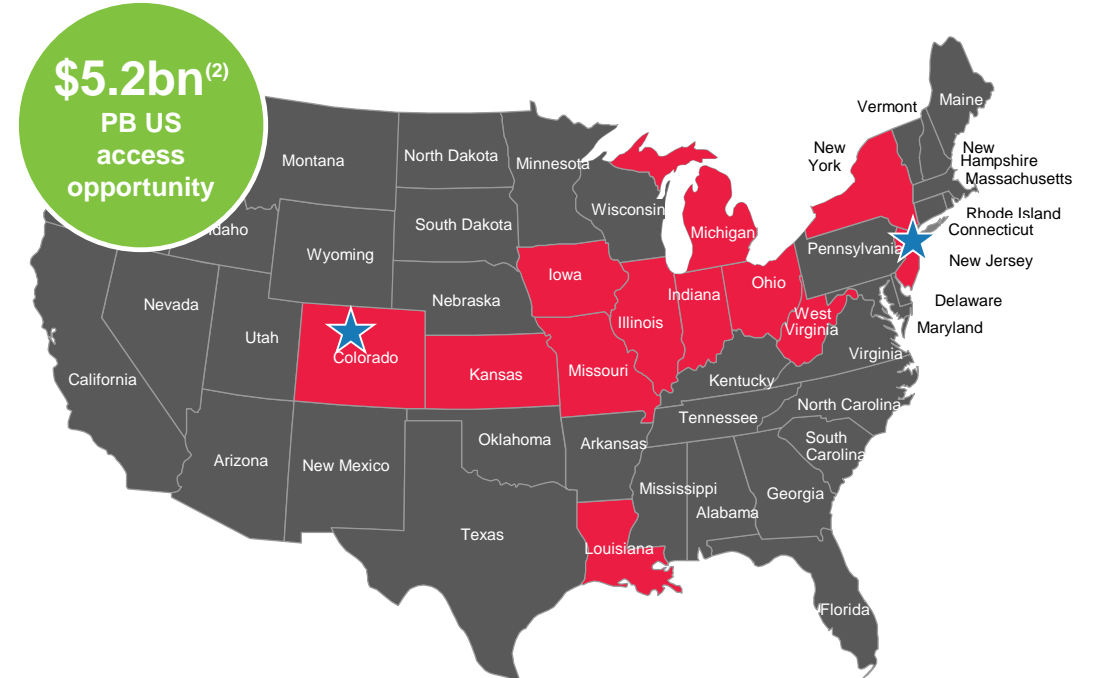 $5.2bn(2)
PB US
access
opportunity
Montana
North Dakota
Minnesota
Vermont
Maine
New
York
New
Hampshire
Massachusetts
Idaho
South Dakota
Wisconsin
Michigan
Rhode Island
Connecticut
Wyoming
Pennsylvania
New Jersey
Iowa
Ohio
Nevada
Nebraska
Indiana
Delaware
Utah
Illinois
West
Virginia
Maryland
Colorado
Virginia
California
Kansas
Missouri
Kentucky
North Carolina
Tennessee
Oklahoma
Arkansas
South
Carolina
Arizona
New Mexico
Mississippi
Georgia
Alabama
Texas
Louisiana
Florida